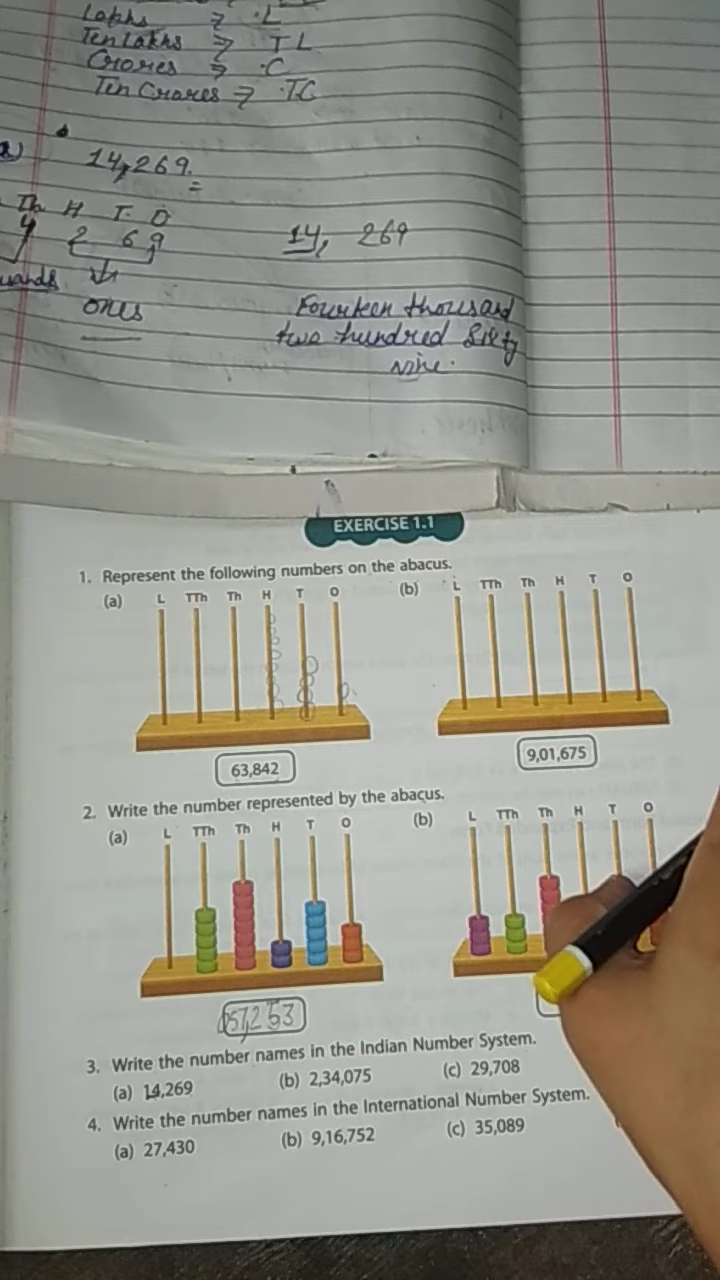 Lakhs ⇒ L
Ten Lakhs ⇒ TL
Crores ⇒ C
Ten Crores ⇒ TC
14,269.
Th H T O
4 2 6 9
14, 269
ones
Fourteen thousand
two hundred Sixty
nine.
EXERCISE 1.1
1. Represent the following numbers on the abacus.
(a) L TTh Th H T O
(b) L TTh Th H T O
63,842
9,01,675
2. Write the number represented by the abacus.
(a) L TTh Th H T O
(b) L TTh Th H T O
057,253
3. Write the number names in the Indian Number System.
(a) 14,269 (b) 2,34,075 (c) 29,708
4. Write the number names in the International Number System.
(a) 27,430 (b) 9,16,752 (c) 35,089